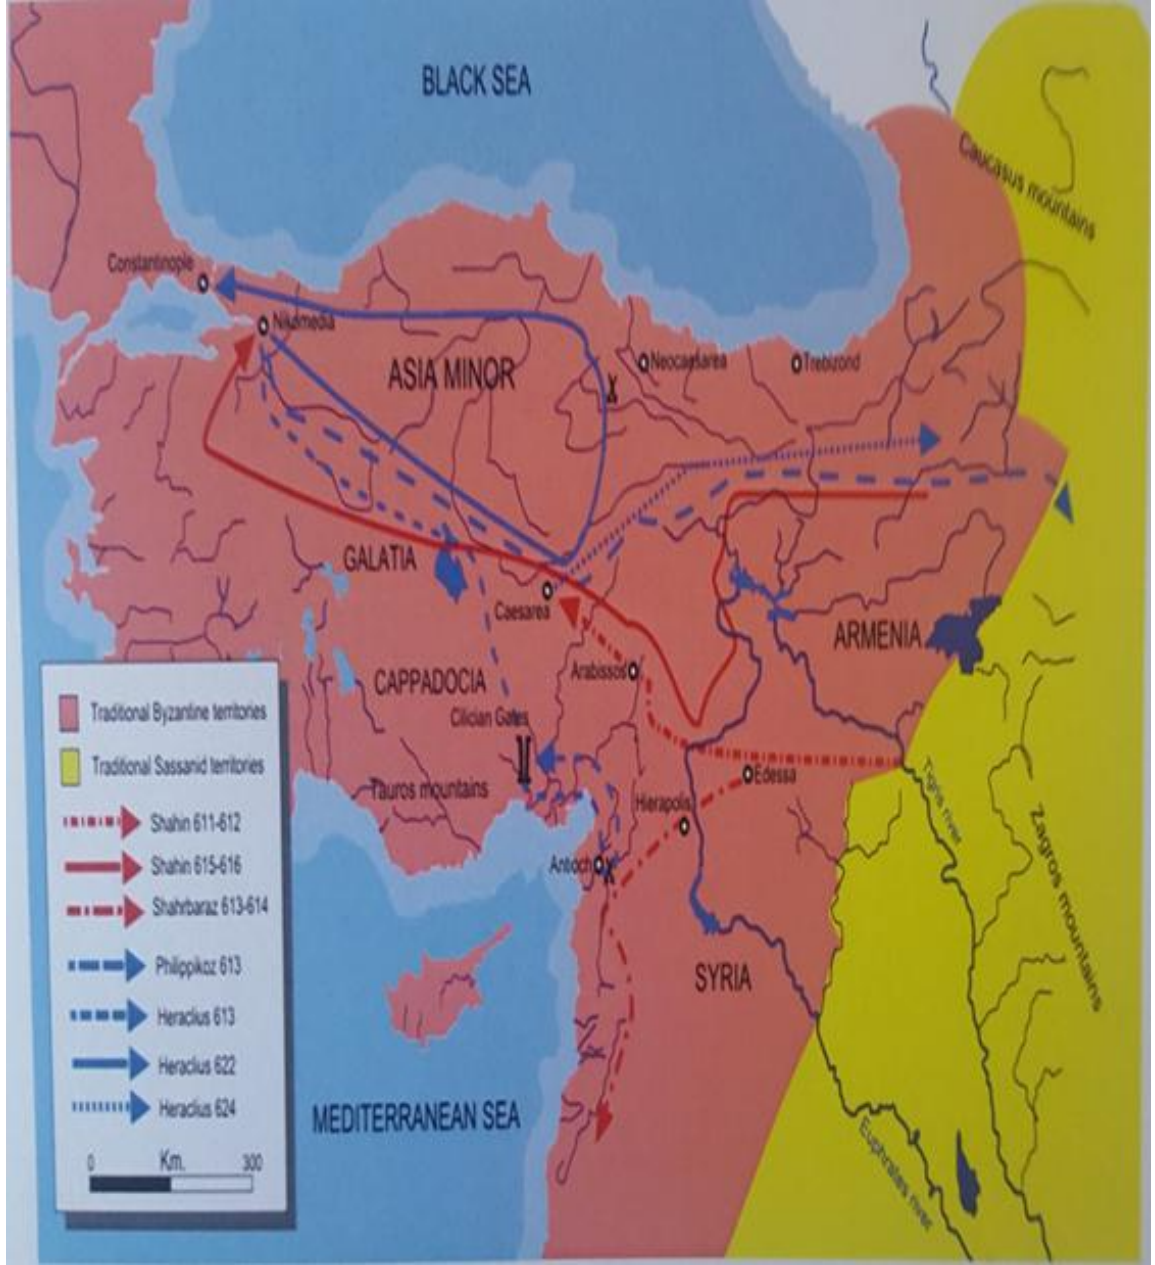 BLACK SEA
Caucasus mountains
Constantinople
Nikomedia
ASIA MINOR
Neocaesarea
Trebizond
GALATIA
Caesarea
ARMENIA
Arabissos
CAPPADOCIA
Cilician Gates
Tauros mountains
Edessa
Hierapolis
Tigris river
Zagros mountains
Antioch
SYRIA
MEDITERRANEAN SEA
Euphrates river
Traditional Byzantine territories
Traditional Sassanid territories
Shahin 611-612
Shahin 615-616
Shahrbaraz 613-614
Philippikoz 613
Heraclius 613
Heraclius 622
Heraclius 624
0 Km. 300